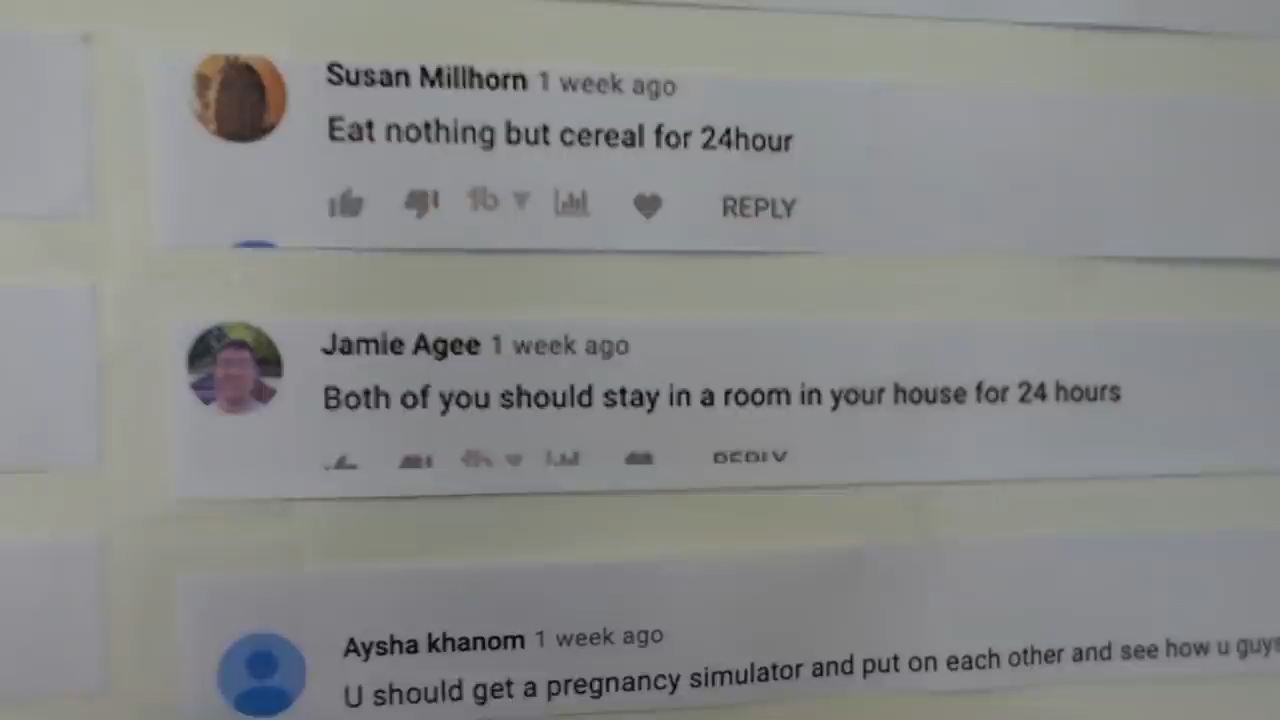 Susan Millhorn 1 week ago
Eat nothing but cereal for 24hour
REPLY
Jamie Agee 1 week ago
Both of you should stay in a room in your house for 24 hours
REPLY
Aysha khanom 1 week ago
U should get a pregnancy simulator and put on each other and see how u guys